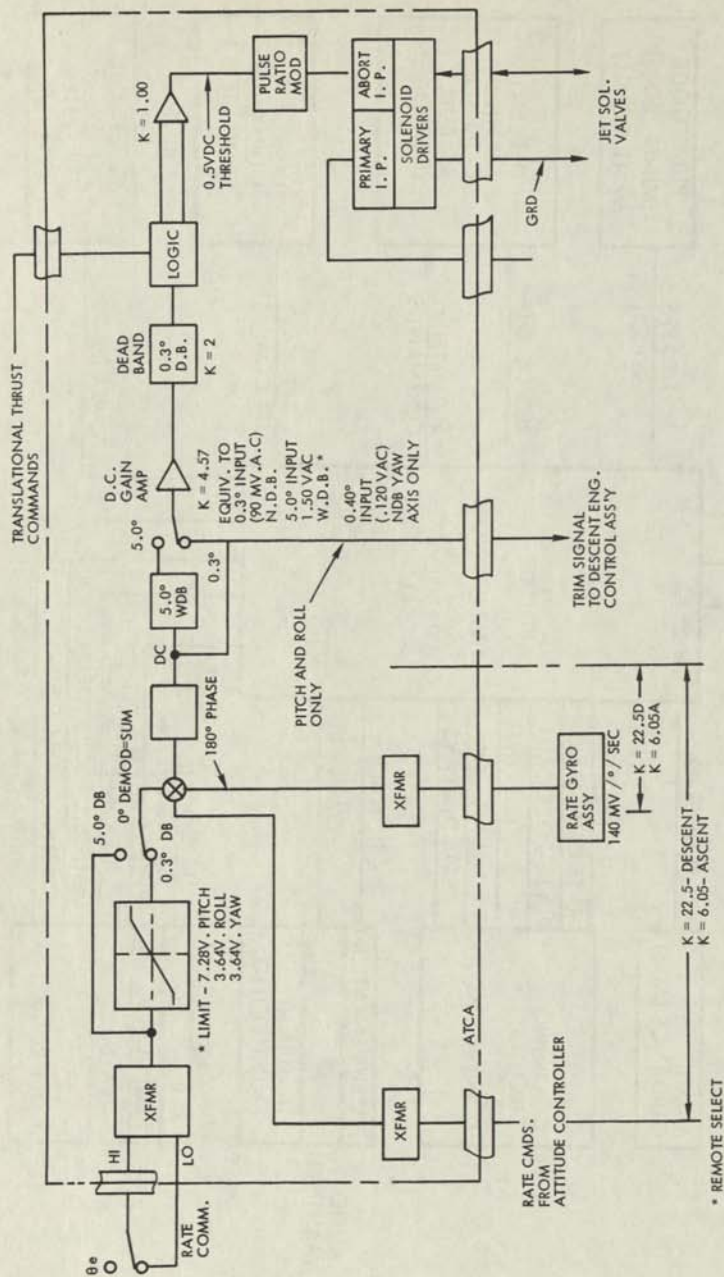 TRANSLATIONAL THRUST
COMMANDS
θe
RATE
COMM.
HI
LO
XFMR
* LIMIT - 7.28V. PITCH
3.64V. ROLL
3.64V. YAW
5.0° DB
0° DEMOD=SUM
0.3° DB
180° PHASE
DC
5.0°
WDB
5.0°
0.3°
D.C.
GAIN
AMP
K = 4.57
EQUIV. TO
0.3° INPUT
(90 MV.A.C)
N.D.B.
5.0° INPUT
1.50 VAC
W.D.B. *
0.40°
INPUT
(.120 VAC)
NDB YAW
AXIS ONLY
DEAD
BAND
0.3°
D.B.
K = 2
LOGIC
K = 1.00
0.5VDC
THRESHOLD
PULSE
RATIO
MOD
PRIMARY
I.P.
ABORT
I.P.
SOLENOID
DRIVERS
GRD
JET SOL.
VALVES
PITCH AND ROLL
ONLY
TRIM SIGNAL
TO DESCENT ENG.
CONTROL ASS'Y
XFMR
XFMR
ATCA
RATE CMDS.
FROM
ATTITUDE CONTROLLER
RATE GYRO
ASSY
140 MV/°/SEC
K = 22.5D
K = 6.05A
K = 22.5- DESCENT
K = 6.05- ASCENT
* REMOTE SELECT